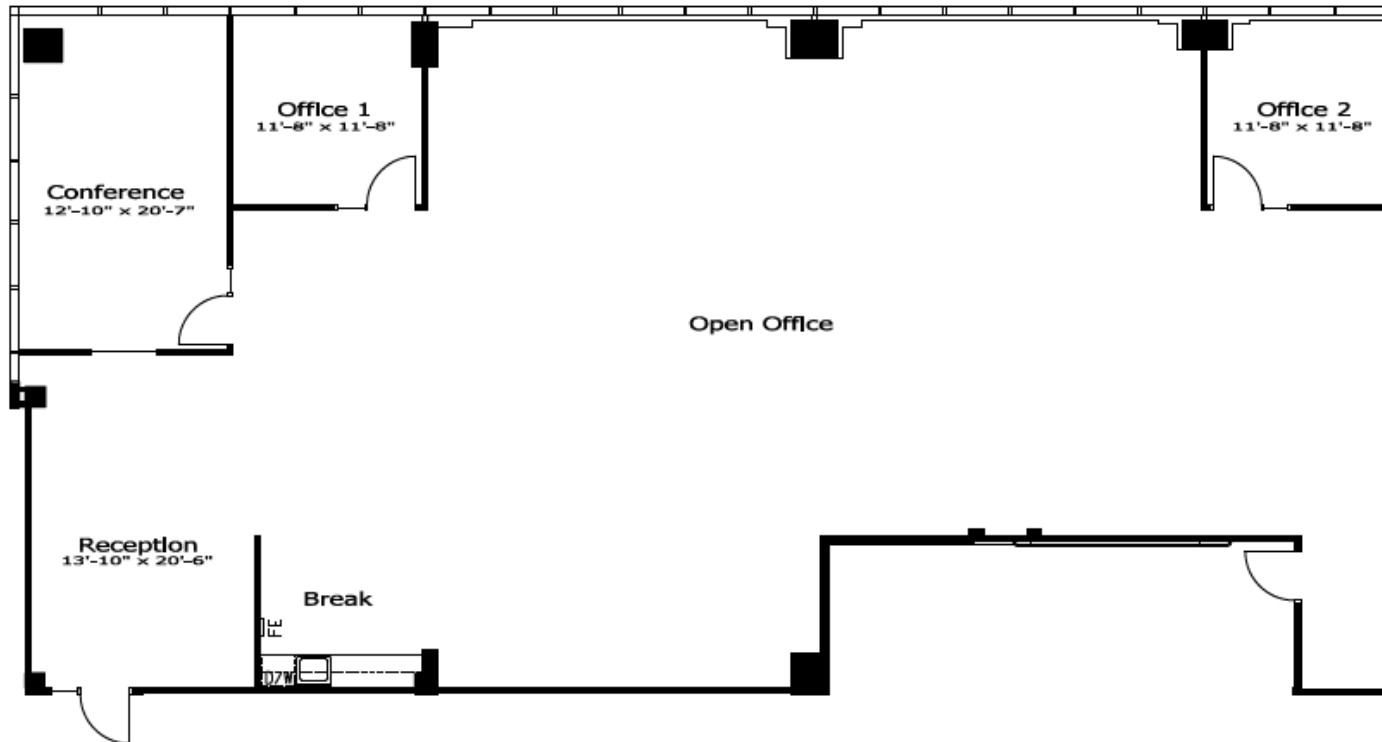 Office 1
11'-8" x 11'-8"
Office 2
11'-8" x 11'-8"
Conference
12'-10" x 20'-7"
Open Office
Reception
13'-10" x 20'-6"
Break
FE
D/W